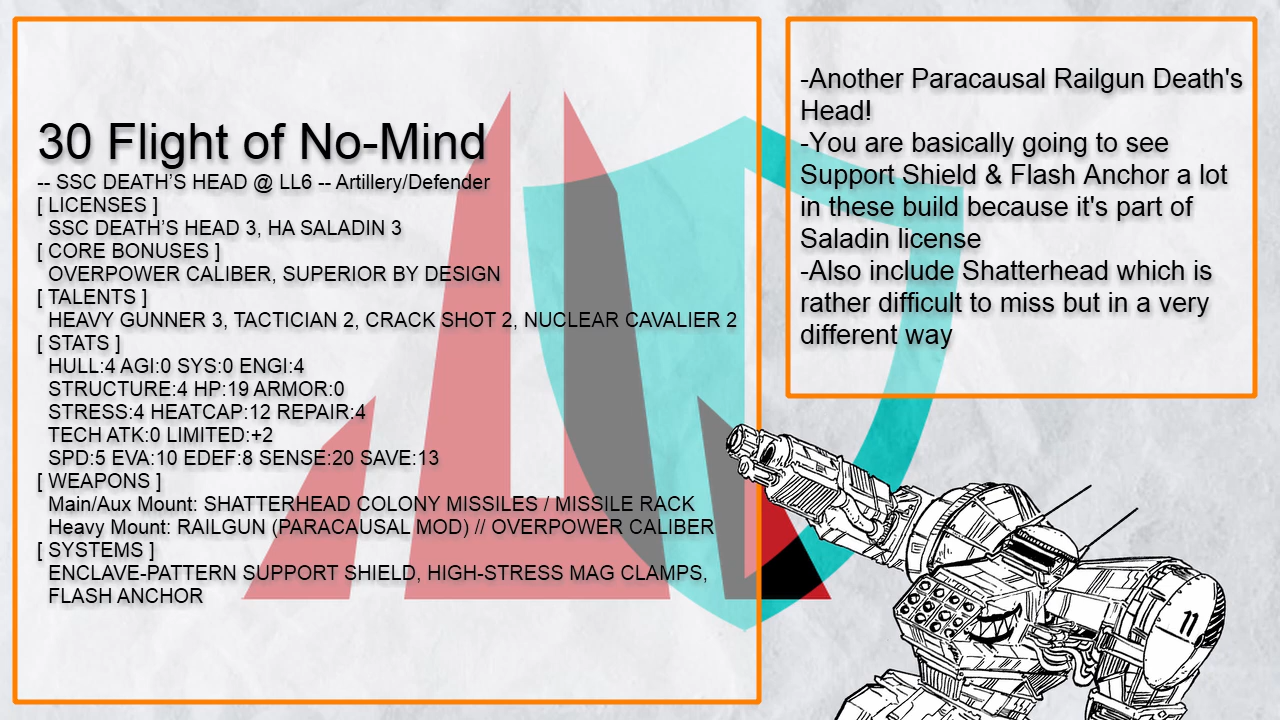 30 Flight of No-Mind
-- SSC DEATH’S HEAD @ LL6 -- Artillery/Defender
[ LICENSES ]
SSC DEATH’S HEAD 3, HA SALADIN 3
[ CORE BONUSES ]
OVERPOWER CALIBER, SUPERIOR BY DESIGN
[ TALENTS ]
HEAVY GUNNER 3, TACTICIAN 2, CRACK SHOT 2, NUCLEAR CAVALIER 2
[ STATS ]
HULL:4 AGI:0 SYS:0 ENGI:4
STRUCTURE:4 HP:19 ARMOR:0
STRESS:4 HEATCAP:12 REPAIR:4
TECH ATK:0 LIMITED:+2
SPD:5 EVA:10 EDEF:8 SENSE:20 SAVE:13
[ WEAPONS ]
Main/Aux Mount: SHATTERHEAD COLONY MISSILES / MISSILE RACK
Heavy Mount: RAILGUN (PARACAUSAL MOD) // OVERPOWER CALIBER
[ SYSTEMS ]
ENCLAVE-PATTERN SUPPORT SHIELD, HIGH-STRESS MAG CLAMPS,
FLASH ANCHOR
-Another Paracausal Railgun Death's
Head!
-You are basically going to see
Support Shield & Flash Anchor a lot
in these build because it's part of
Saladin license
-Also include Shatterhead which is
rather difficult to miss but in a very
different way
11